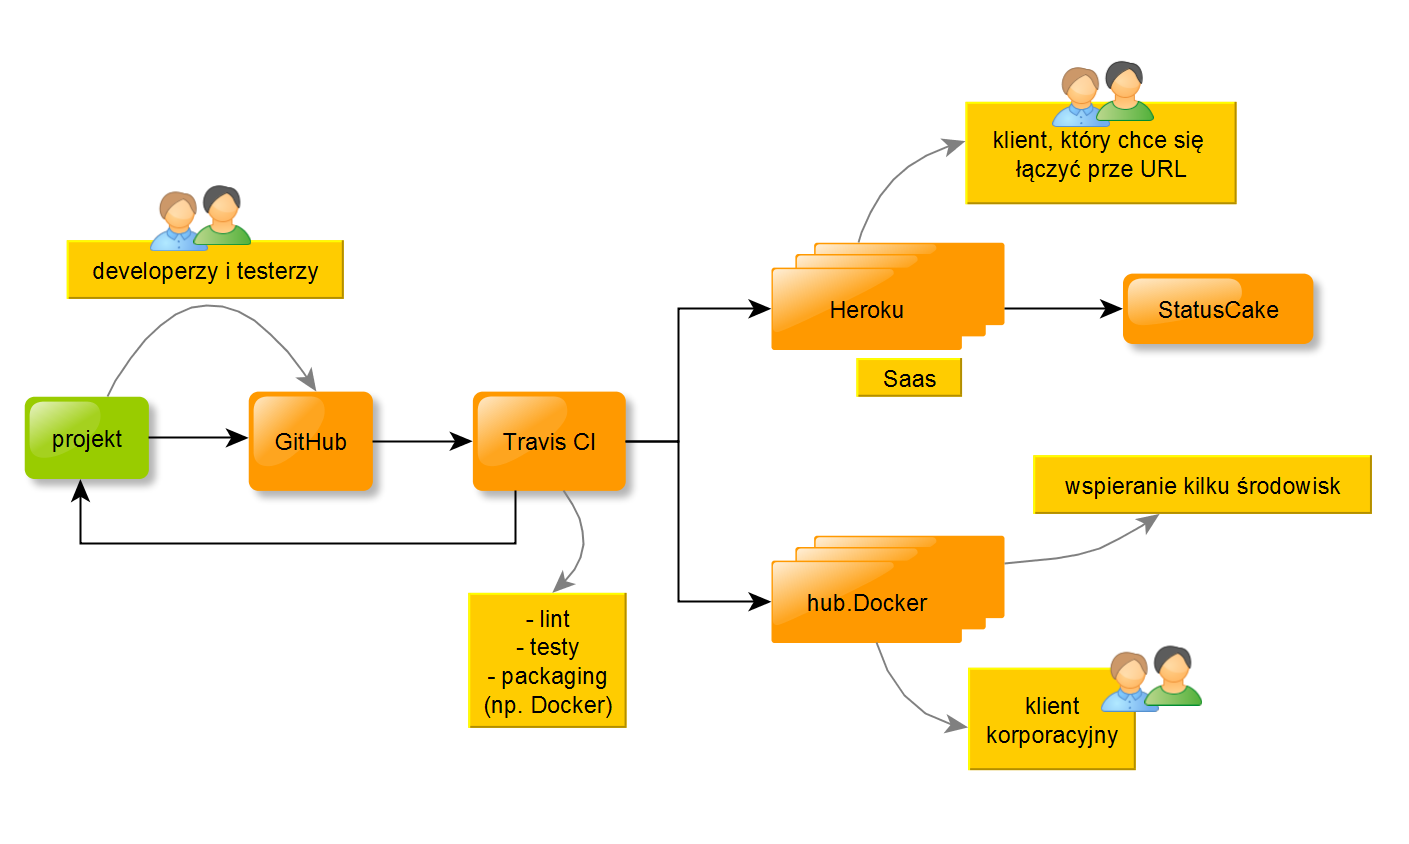 klient, który chce się
łączyć prze URL
developerzy i testerzy
Heroku
StatusCake
Saas
projekt
GitHub
Travis CI
wspieranie kilku środowisk
hub.Docker
- lint
- testy
- packaging
(np. Docker)
klient
korporacyjny